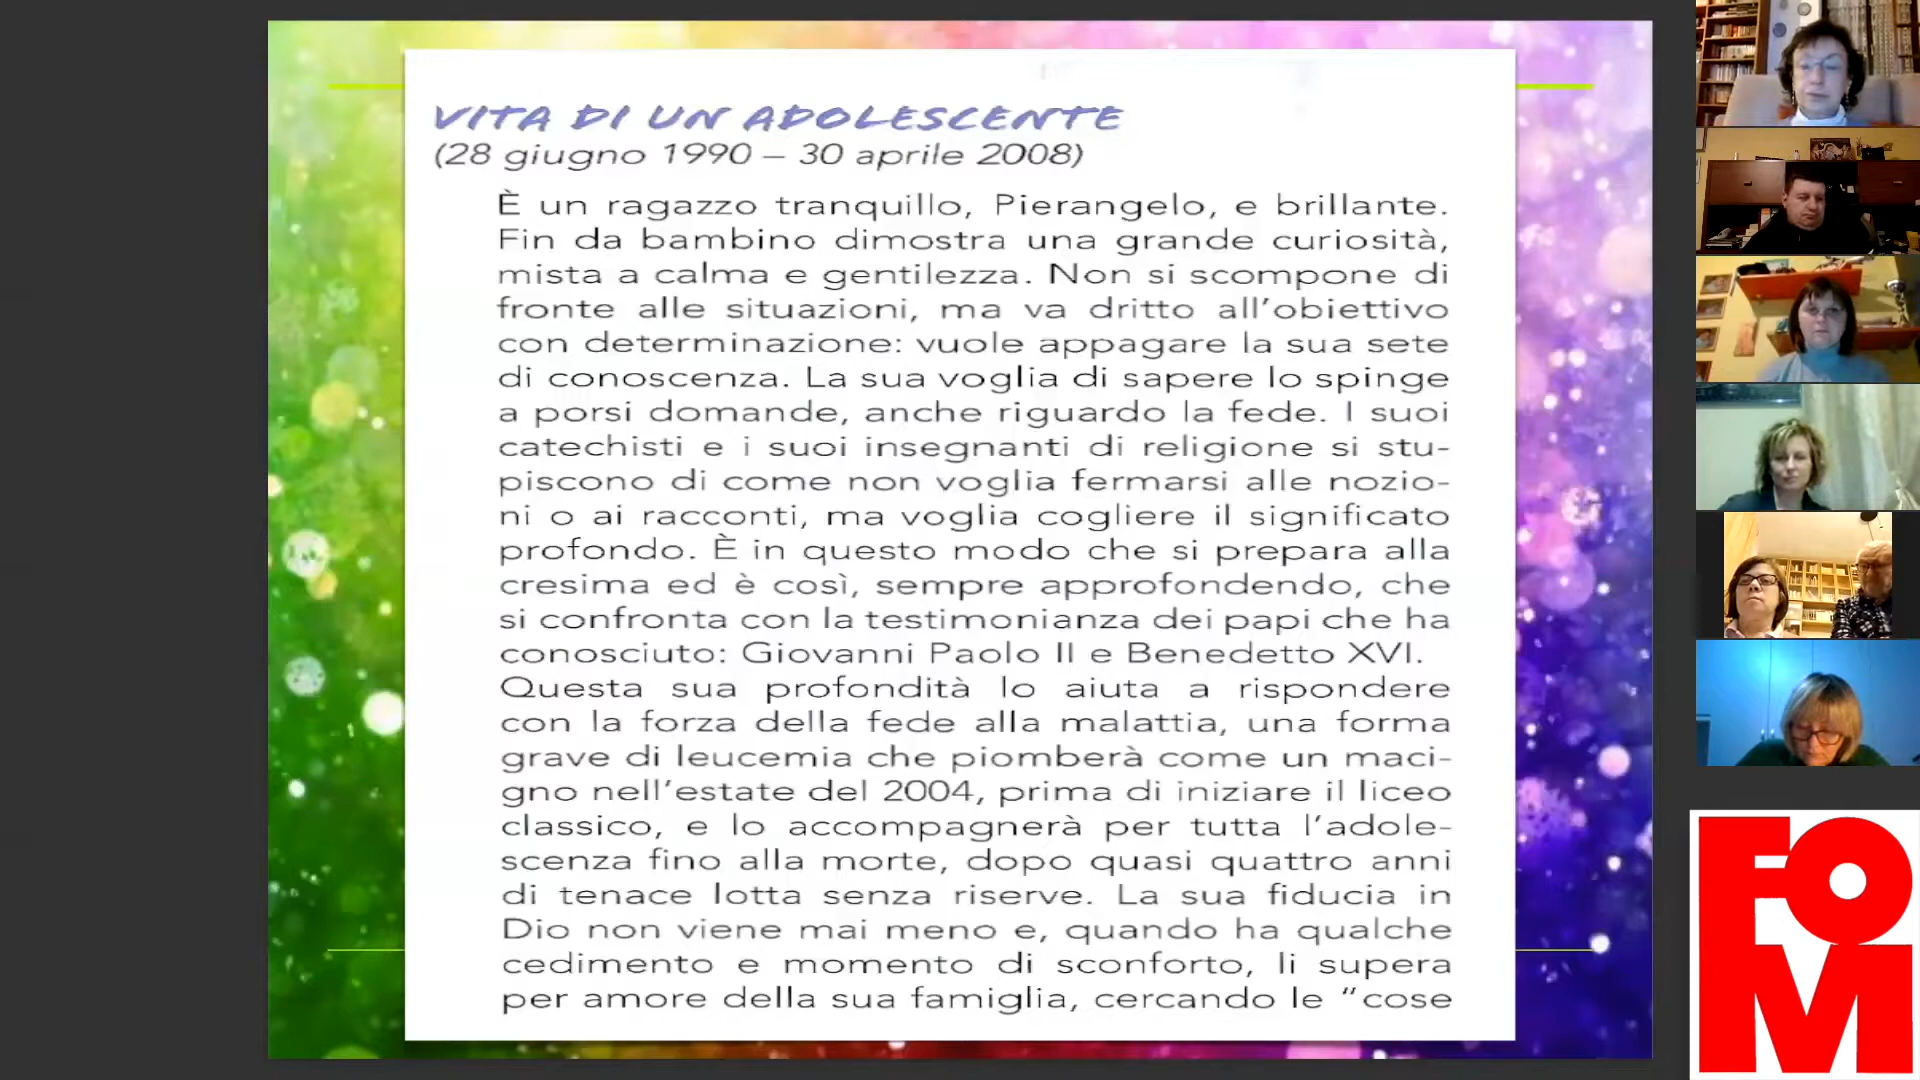 VITA DI UN ADOLESCENTE
(28 giugno 1990 – 30 aprile 2008)
È un ragazzo tranquillo, Pierangelo, e brillante.
Fin da bambino dimostra una grande curiosità,
mista a calma e gentilezza. Non si scompone di
fronte alle situazioni, ma va dritto all'obiettivo
con determinazione: vuole appagare la sua sete
di conoscenza. La sua voglia di sapere lo spinge
a porsi domande, anche riguardo la fede. I suoi
catechisti e i suoi insegnanti di religione si stu-
piscono di come non voglia fermarsi alle nozio-
ni o ai racconti, ma voglia cogliere il significato
profondo. È in questo modo che si prepara alla
cresima ed è così, sempre approfondendo, che
si confronta con la testimonianza dei papi che ha
conosciuto: Giovanni Paolo II e Benedetto XVI.
Questa sua profondità lo aiuta a rispondere
con la forza della fede alla malattia, una forma
grave di leucemia che piomberà come un maci-
gno nell'estate del 2004, prima di iniziare il liceo
classico, e lo accompagnerà per tutta l'adole-
scenza fino alla morte, dopo quasi quattro anni
di tenace lotta senza riserve. La sua fiducia in
Dio non viene mai meno e, quando ha qualche
cedimento e momento di sconforto, li supera
per amore della sua famiglia, cercando le "cose
FOM